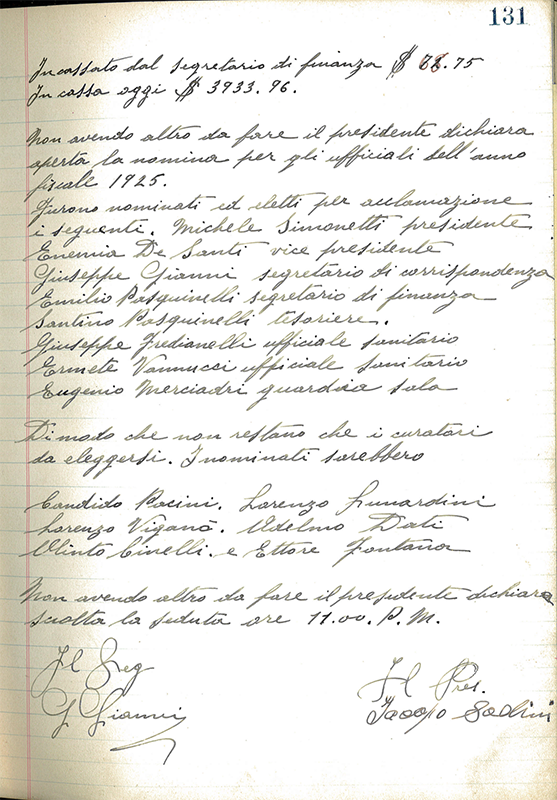 131
Incassato dal segretario di finanza $ .75
In cassa oggi $ 3933.96.
Non avendo altro da fare il presidente dichiara
aperta la nomina per gli ufficiali dell'anno
fiscale 1925.
Furono nominati ed eletti per acclamazione
i seguenti. Michele Simonetti presidente
Enemia De Santi vice presidente
Giuseppe Gianni segretario di corrispondenza
Emilio Pasquinelli segretario di finanza
Santino Pasquinelli tesoriere.
Giuseppe Fredianelli ufficiale sanitario
Ermete Vannucci ufficiale sanitario
Eugenio Merciadri guardia sala
Di modo che non restano che i curatori
da eleggersi. I nominati sarebbero
Candido Pacini. Lorenzo Lunardini
Lorenzo Viganò. Adelmo Dati
Olinto Cinelli. e Ettore Fontana
Non avendo altro da fare il presidente dichiara
sciolta la seduta ore 11.00. P.M.
Il Seg
G Gianni
Il Pres.
Jacopo Sodini